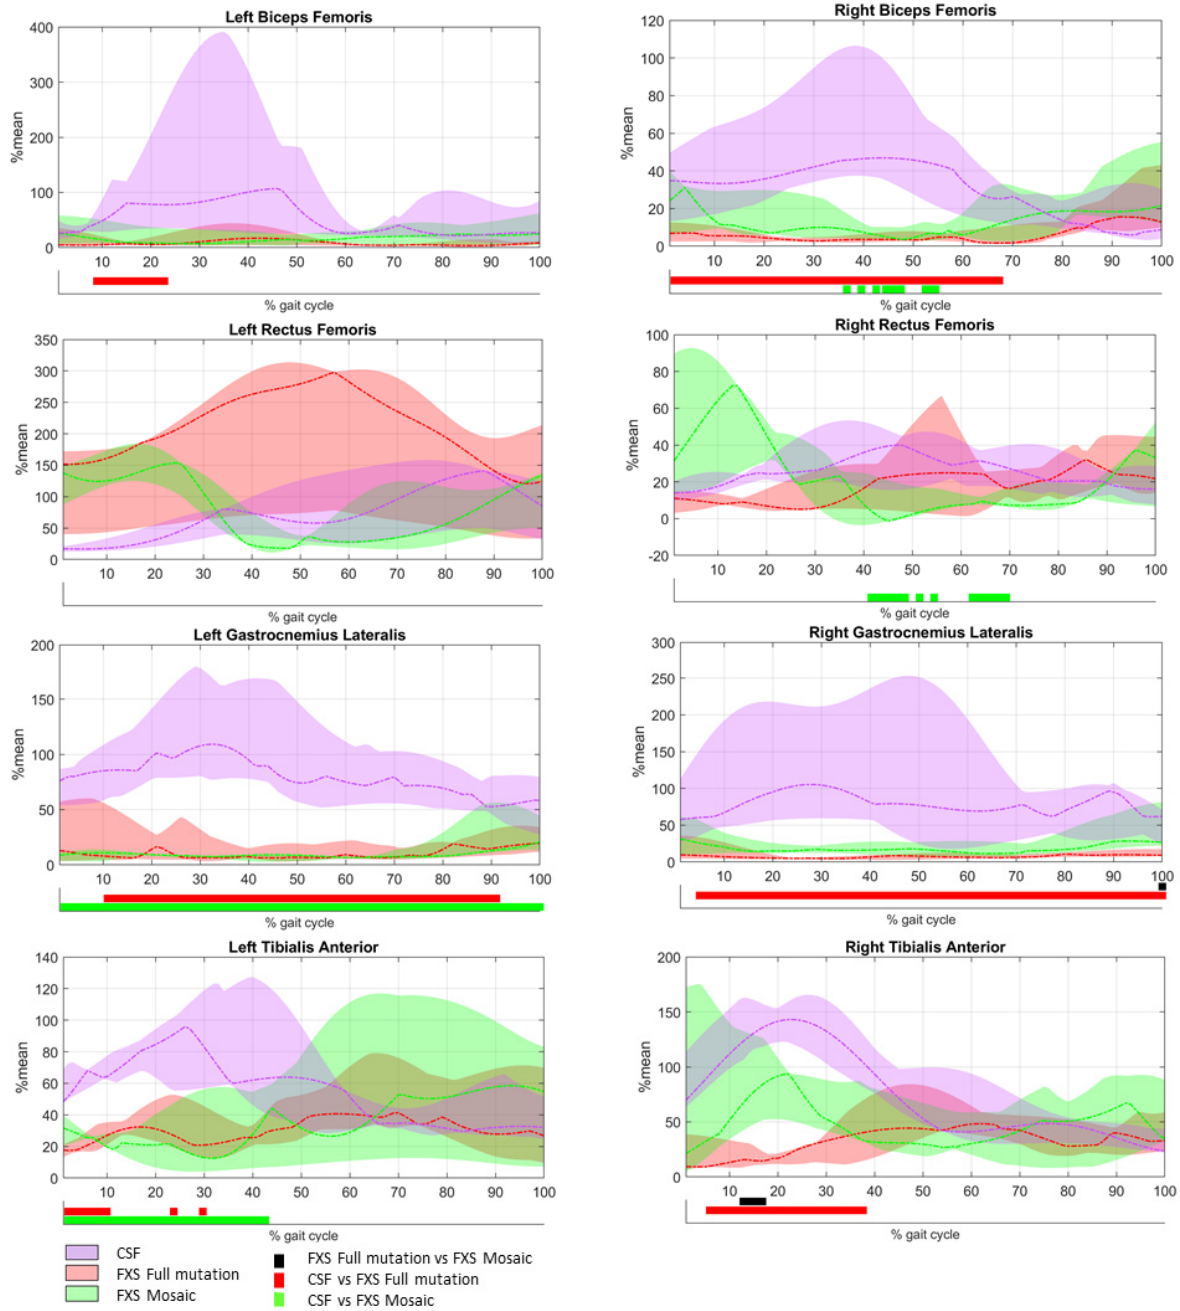 Left Biceps Femoris
400
300
200
100
0
%mean
10 20 30 40 50 60 70 80 90 100
% gait cycle
Right Biceps Femoris
120
100
80
60
40
20
0
%mean
10 20 30 40 50 60 70 80 90 100
% gait cycle
Left Rectus Femoris
350
300
250
200
150
100
50
0
%mean
10 20 30 40 50 60 70 80 90 100
% gait cycle
Right Rectus Femoris
100
80
60
40
20
0
-20
%mean
10 20 30 40 50 60 70 80 90 100
% gait cycle
Left Gastrocnemius Lateralis
200
150
100
50
0
%mean
10 20 30 40 50 60 70 80 90 100
% gait cycle
Right Gastrocnemius Lateralis
300
250
200
150
100
50
0
%mean
10 20 30 40 50 60 70 80 90 100
% gait cycle
Left Tibialis Anterior
140
120
100
80
60
40
20
0
%mean
10 20 30 40 50 60 70 80 90 100
% gait cycle
Right Tibialis Anterior
200
150
100
50
0
%mean
10 20 30 40 50 60 70 80 90 100
% gait cycle
CSF
FXS Full mutation
FXS Mosaic
FXS Full mutation vs FXS Mosaic
CSF vs FXS Full mutation
CSF vs FXS Mosaic